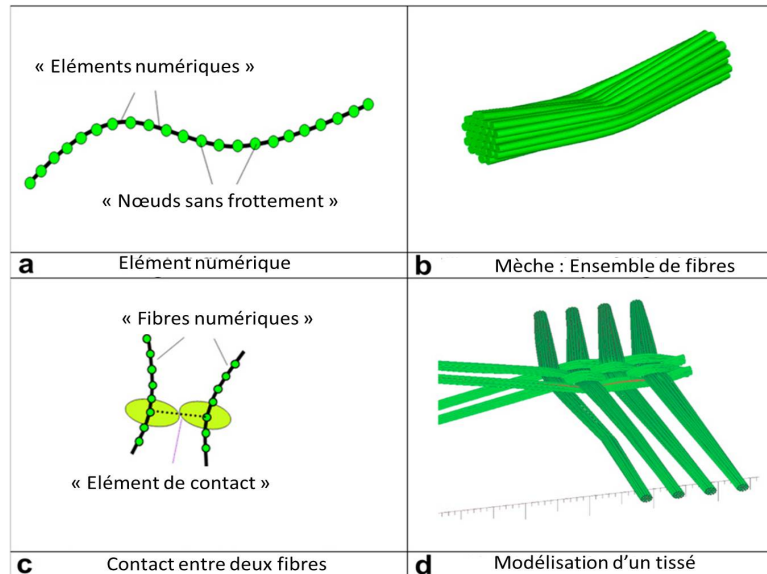 « Eléments numériques »
« Nœuds sans frottement »
a Elément numérique
b Mèche : Ensemble de fibres
« Fibres numériques »
« Elément de contact »
c Contact entre deux fibres
d Modélisation d’un tissé